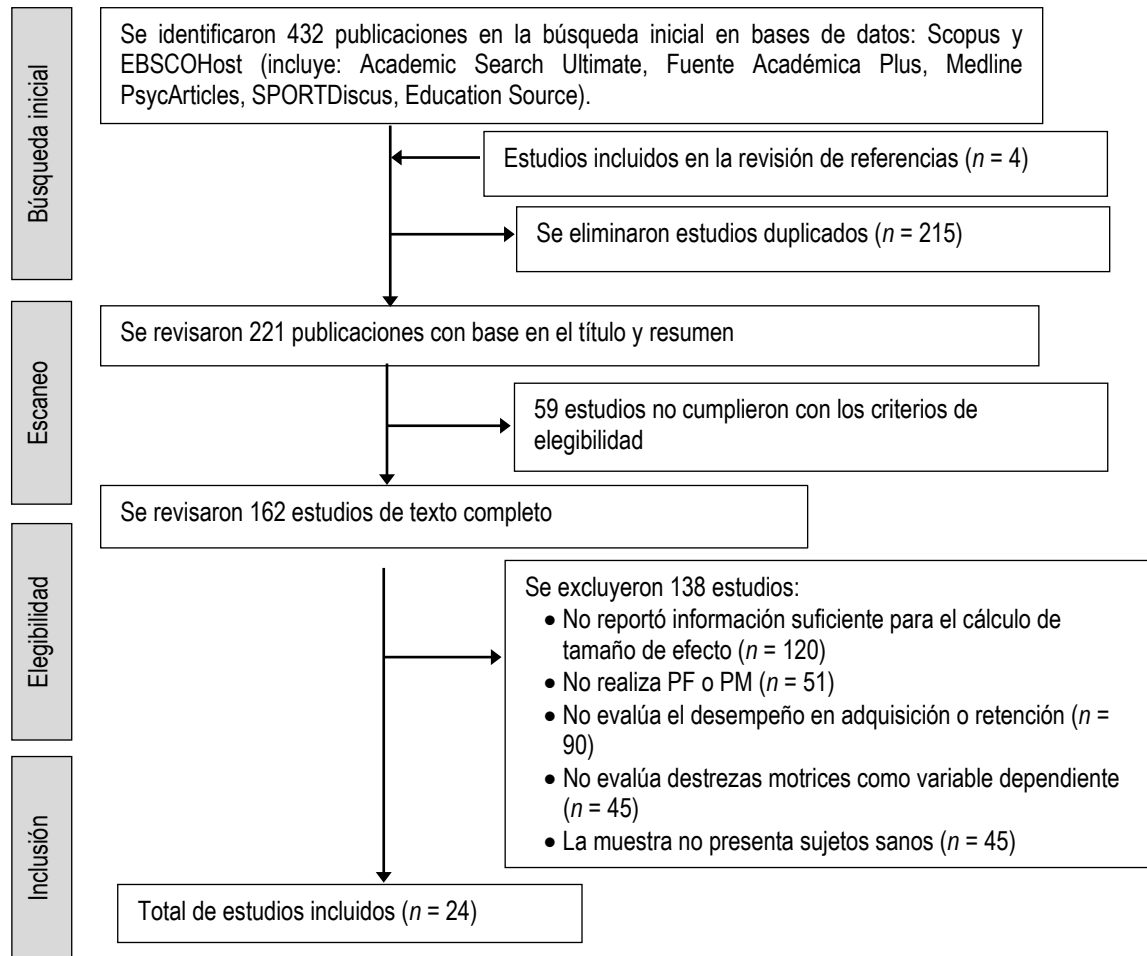 Búsqueda inicial
Se identificaron 432 publicaciones en la búsqueda inicial en bases de datos: Scopus y
EBSCOHost (incluye: Academic Search Ultimate, Fuente Académica Plus, Medline
PsycArticles, SPORTDiscus, Education Source).
Estudios incluidos en la revisión de referencias (n = 4)
Se eliminaron estudios duplicados (n = 215)
Escaneo
Se revisaron 221 publicaciones con base en el título y resumen
59 estudios no cumplieron con los criterios de
elegibilidad
Se revisaron 162 estudios de texto completo
Elegibilidad
Se excluyeron 138 estudios:
• No reportó información suficiente para el cálculo de
tamaño de efecto (n = 120)
• No realiza PF o PM (n = 51)
• No evalúa el desempeño en adquisición o retención (n =
90)
• No evalúa destrezas motrices como variable dependiente
(n = 45)
• La muestra no presenta sujetos sanos (n = 45)
Inclusión
Total de estudios incluidos (n = 24)